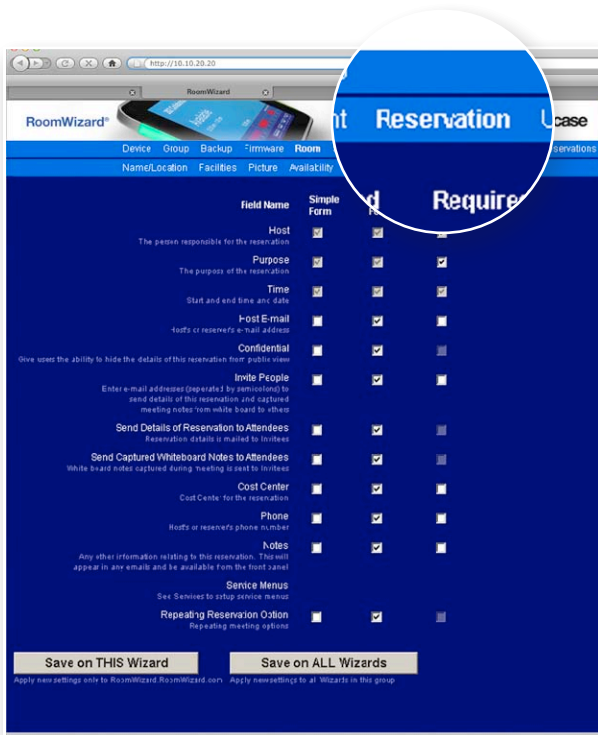 http://10.10.20.20
RoomWizard
RoomWizard®
Reservation
case
Device Group Backup Firmware Room
Name/Location Facilities Picture Availability
Field Name
Simple Form
Host
The person responsible for the reservation
Purpose
The purpose of the reservation
Time
Start and end time and date
Host E-mail
Host's or reserver's e-mail address
Confidential
Give users the ability to hide the details of this reservation from public view
Invite People
Enter e-mail addresses (seperated by semicolons) to
send details of this reservation and captured
meeting notes from white board to others
Send Details of Reservation to Attendees
Reservation details is mailed to Invitees
Send Captured Whiteboard Notes to Attendees
White board notes captured during meeting is sent to Invitees
Cost Center
Cost Center for the reservation
Phone
Host's or reserver's phone number
Notes
Any other information relating to this reservation. This will
appear in any emails and be available from the front panel
Service Menus
See Services to setup service menus
Repeating Reservation Option
Repeating meeting options
Save on THIS Wizard Save on ALL Wizards
Apply new settings only to RoomWizard.RoomWizard.com Apply new settings to all Wizards in this group